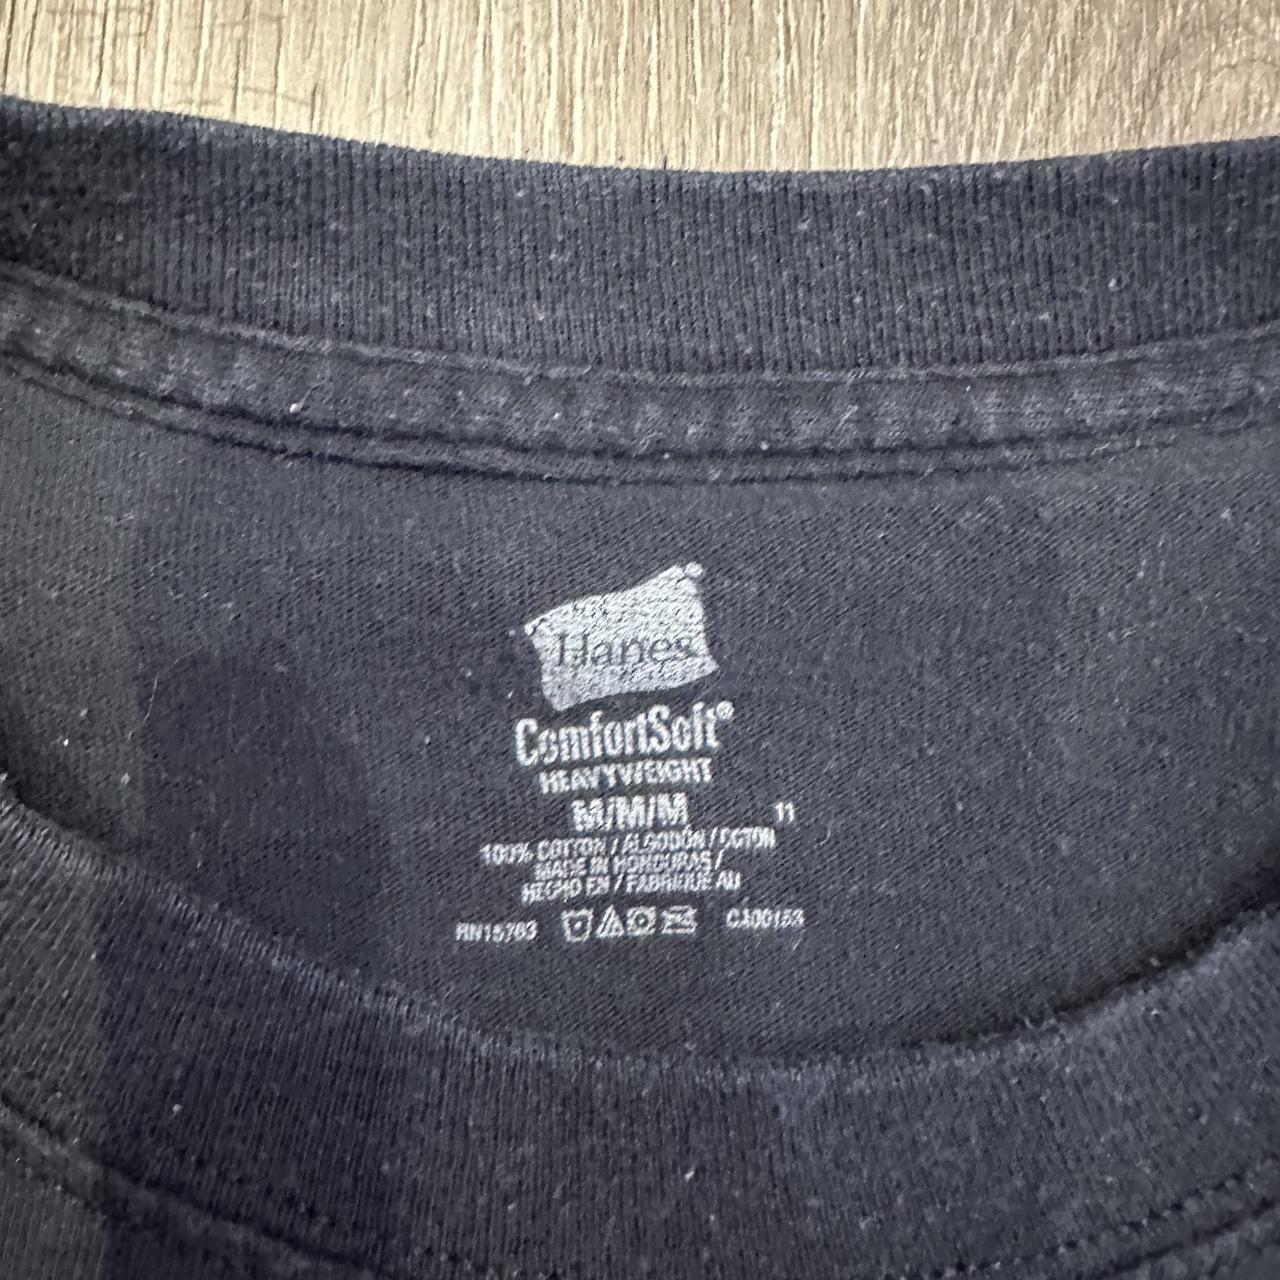 Hanes
ComfortSoft®
HEAVYWEIGHT
M/M/M 11
100% COTTON / ALGODÓN / COTON
MADE IN HONDURAS /
HECHO EN / FABRIQUÉ AU
RN15763 CA00153